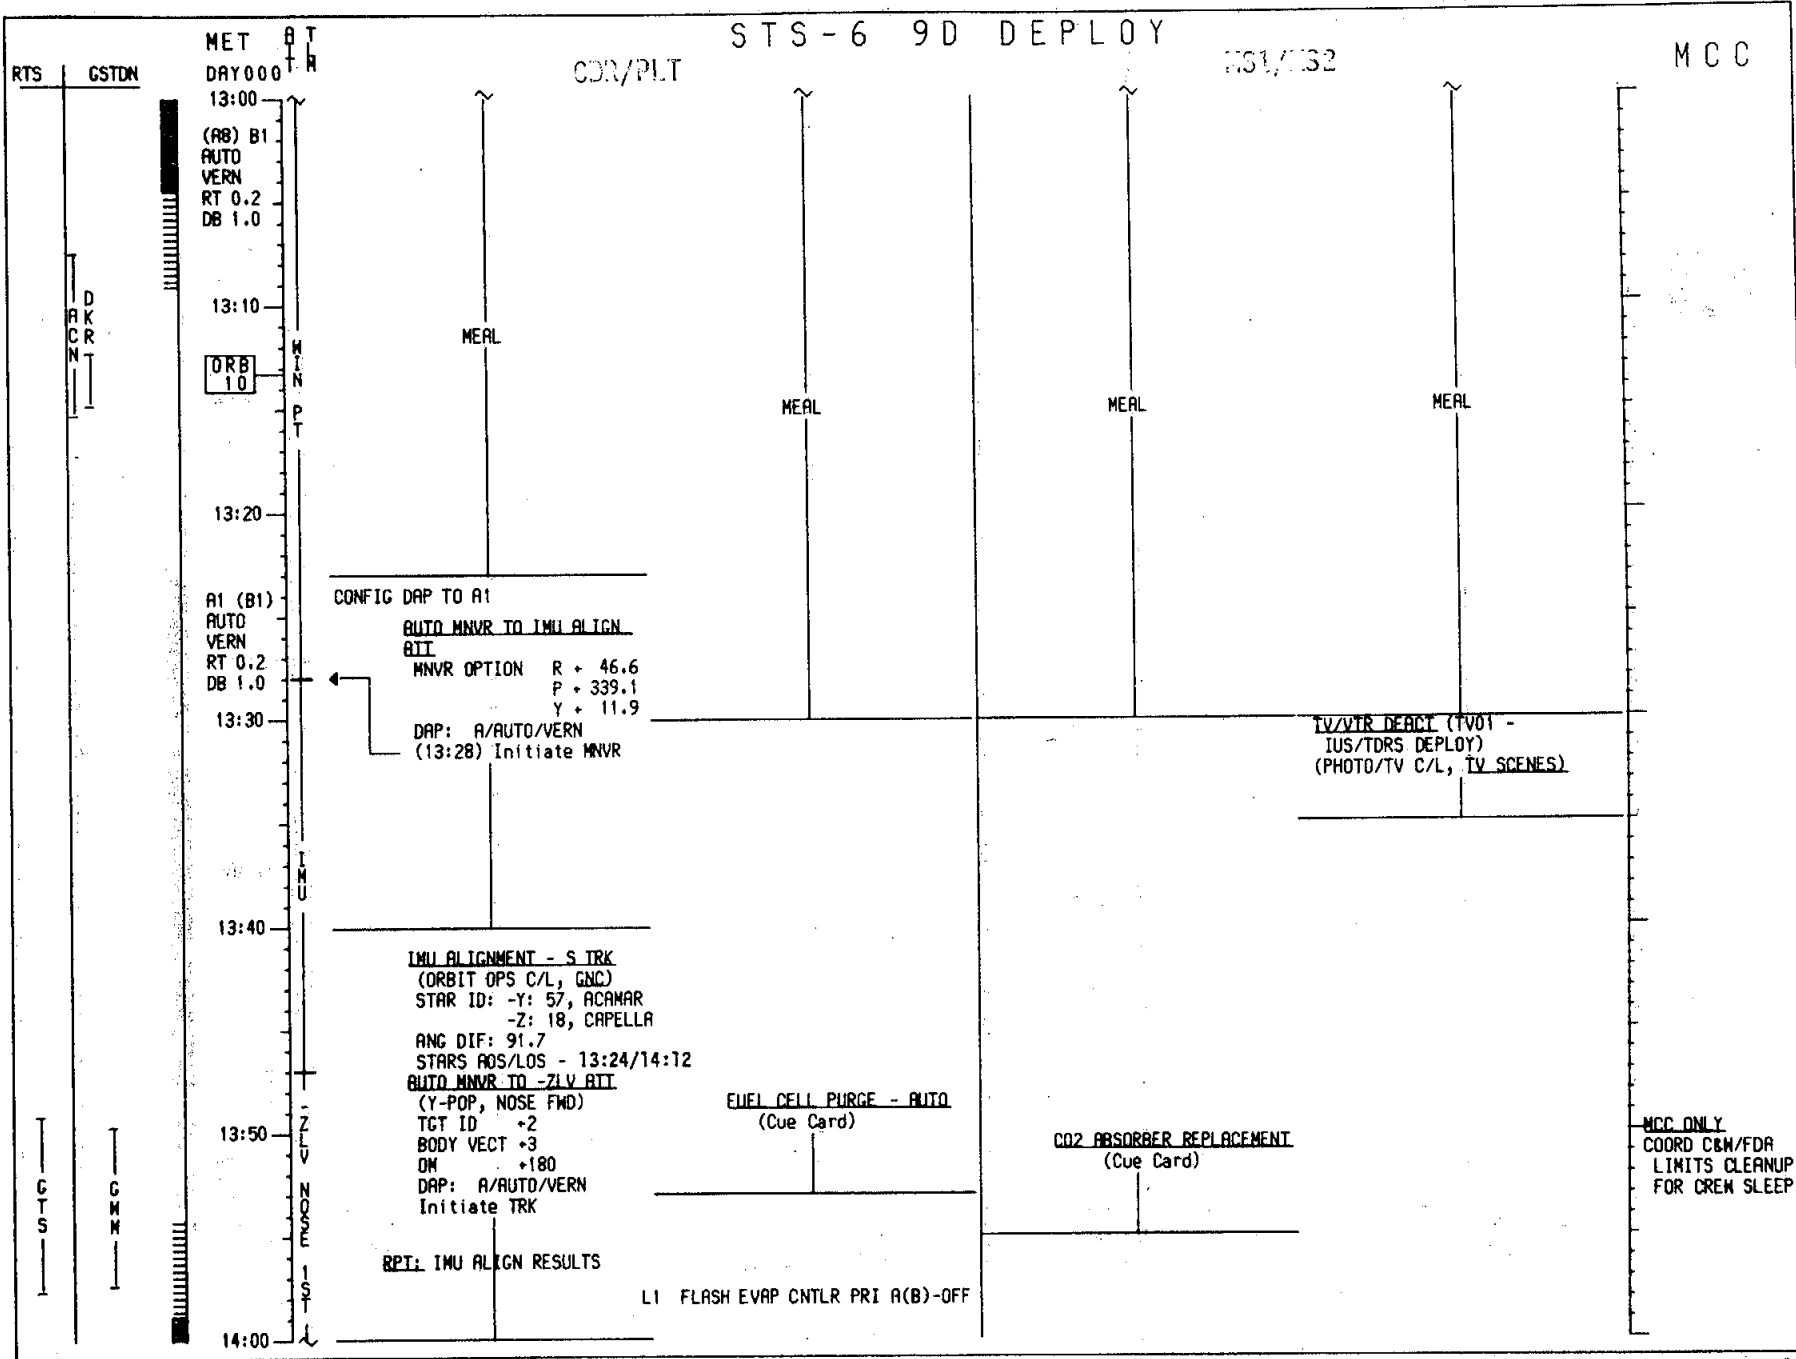 STS-6 9D DEPLOY
RTS GSTDN
MET
DAY000
ATT
TIM
CDR/PLT
MS1/MS2
MCC
13:00
(A8) B1
AUTO
VERN
RT 0.2
DB 1.0
13:10
ORB
10
13:20
A1 (B1)
AUTO
VERN
RT 0.2
DB 1.0
13:30
13:40
13:50
14:00
ACN
DKR
GTS
GWM
WIN PT
IMU
-ZLV NOSE
MEAL
CONFIG DAP TO A1
AUTO MNVR TO IMU ALIGN
ATT
MNVR OPTION R + 46.6
P + 339.1
Y + 11.9
DAP: A/AUTO/VERN
(13:28) Initiate MNVR
IMU ALIGNMENT - S TRK
(ORBIT OPS C/L, GNC)
STAR ID: -Y: 57, ACAMAR
-Z: 18, CAPELLA
ANG DIF: 91.7
STARS AOS/LOS - 13:24/14:12
AUTO MNVR TO -ZLV ATT
(Y-POP, NOSE FWD)
TGT ID +2
BODY VECT +3
OM +180
DAP: A/AUTO/VERN
Initiate TRK
RPT: IMU ALIGN RESULTS
MEAL
FUEL CELL PURGE - AUTO
(Cue Card)
L1 FLASH EVAP CNTLR PRI A(B)-OFF
MEAL
CO2 ABSORBER REPLACEMENT
(Cue Card)
MEAL
TV/VTR DEACT (TV01 -
IUS/TDRS DEPLOY)
(PHOTO/TV C/L, TV SCENES)
MCC ONLY
COORD C&W/FDA
LIMITS CLEANUP
FOR CREW SLEEP